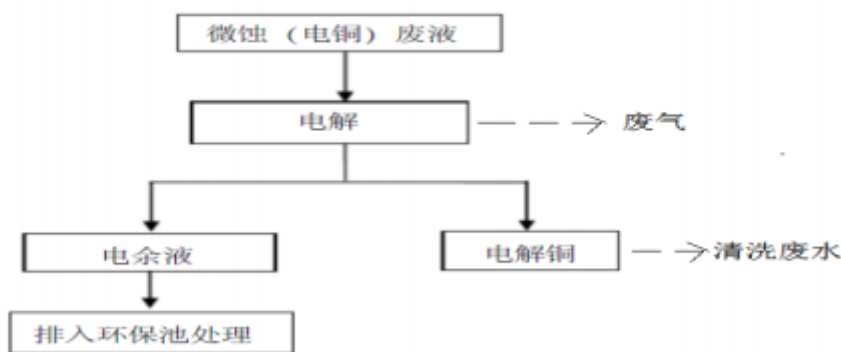 微蚀（电铜）废液
电解
废气
电余液
电解铜
清洗废水
排入环保池处理